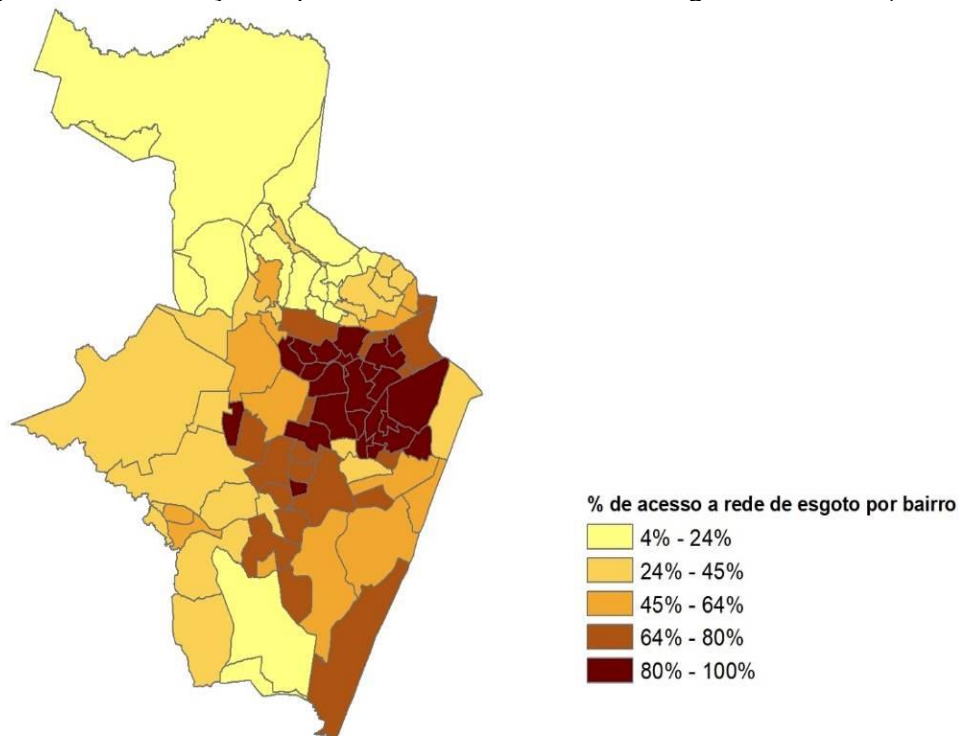 % de acesso a rede de esgoto por bairro
4% - 24%
24% - 45%
45% - 64%
64% - 80%
80% - 100%